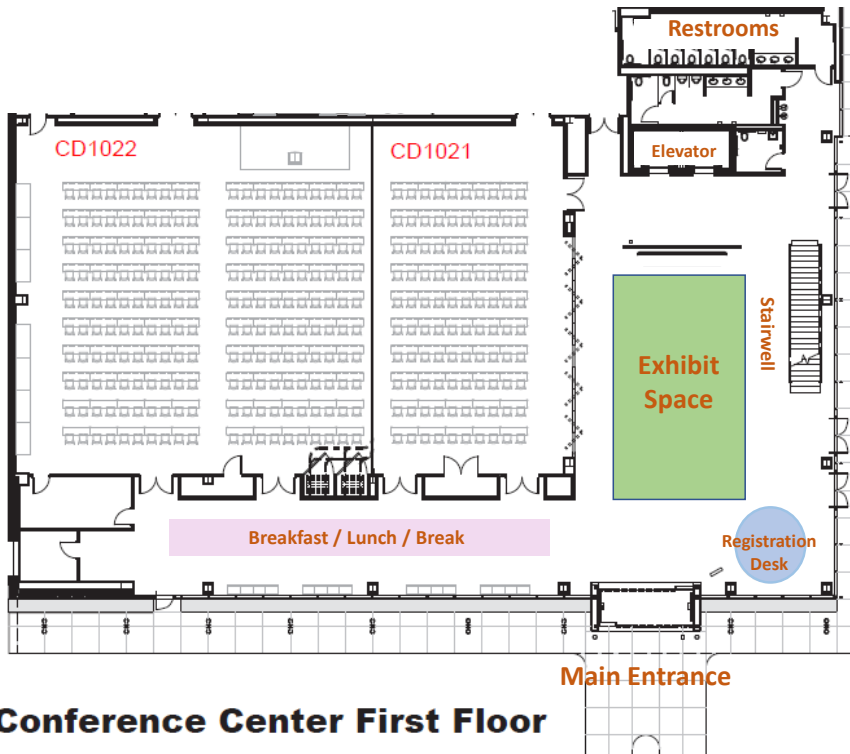 Restrooms
CD1022
CD1021
Elevator
Stairwell
Exhibit
Space
Breakfast / Lunch / Break
Registration
Desk
Main Entrance
Conference Center First Floor